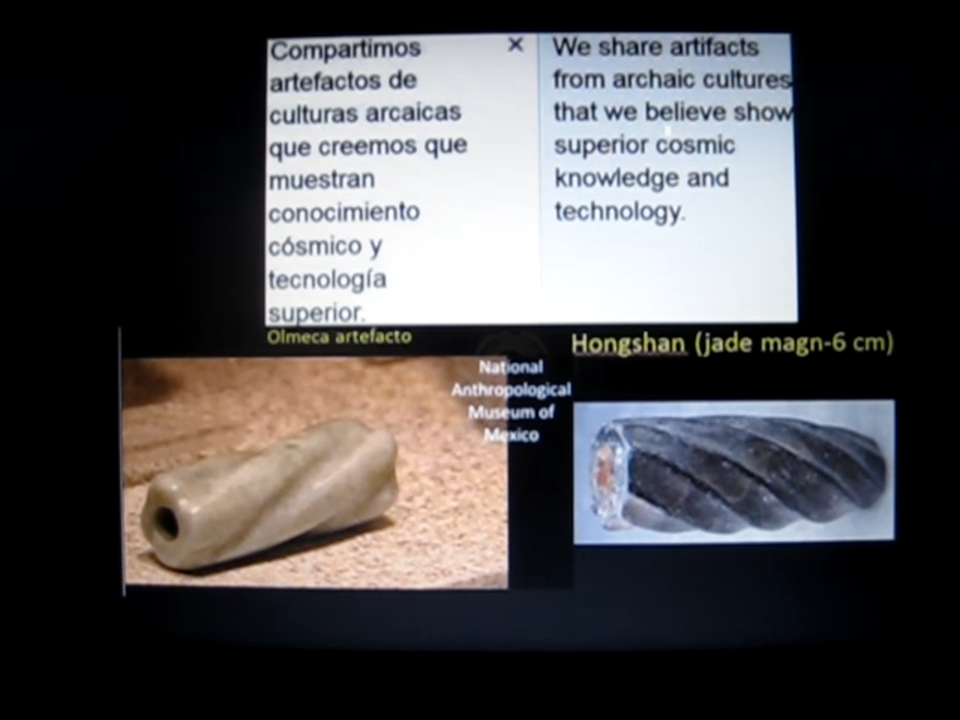 Compartimos
artefactos de
culturas arcaicas
que creemos que
muestran
conocimiento
cósmico y
tecnología
superior.
×
We share artifacts
from archaic cultures
that we believe show
superior cosmic
knowledge and
technology.
Olmeca artefacto
National
Anthropological
Museum of
Mexico
Hongshan (jade magn-6 cm)